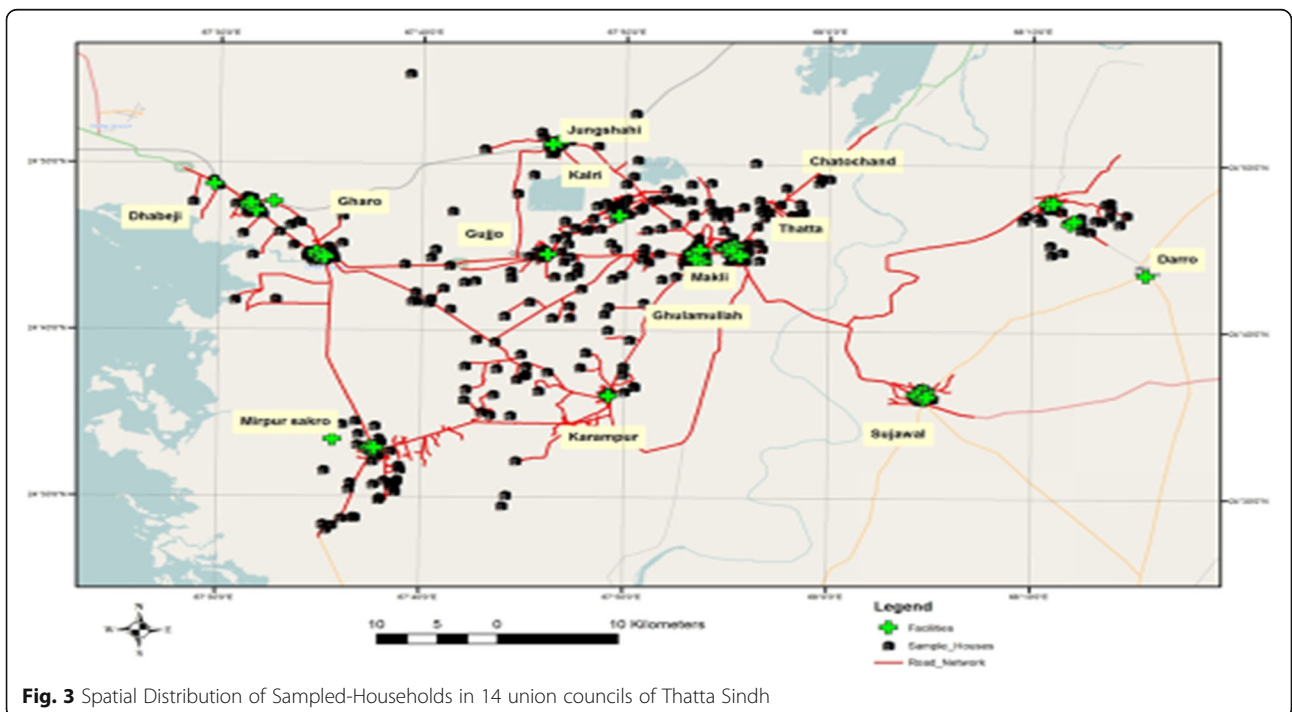 Jungshahi
Kalri
Chatochand
Dhabeji
Gharo
Gujjo
Thatta
Makli
Darro
Ghulamullah
Mirpur sakro
Karampur
Sujawal
N
W
E
S
10 5 0 10 Kilometers
Legend
Facilities
Sample_Houses
Road_Network
Fig. 3 Spatial Distribution of Sampled-Households in 14 union councils of Thatta Sindh